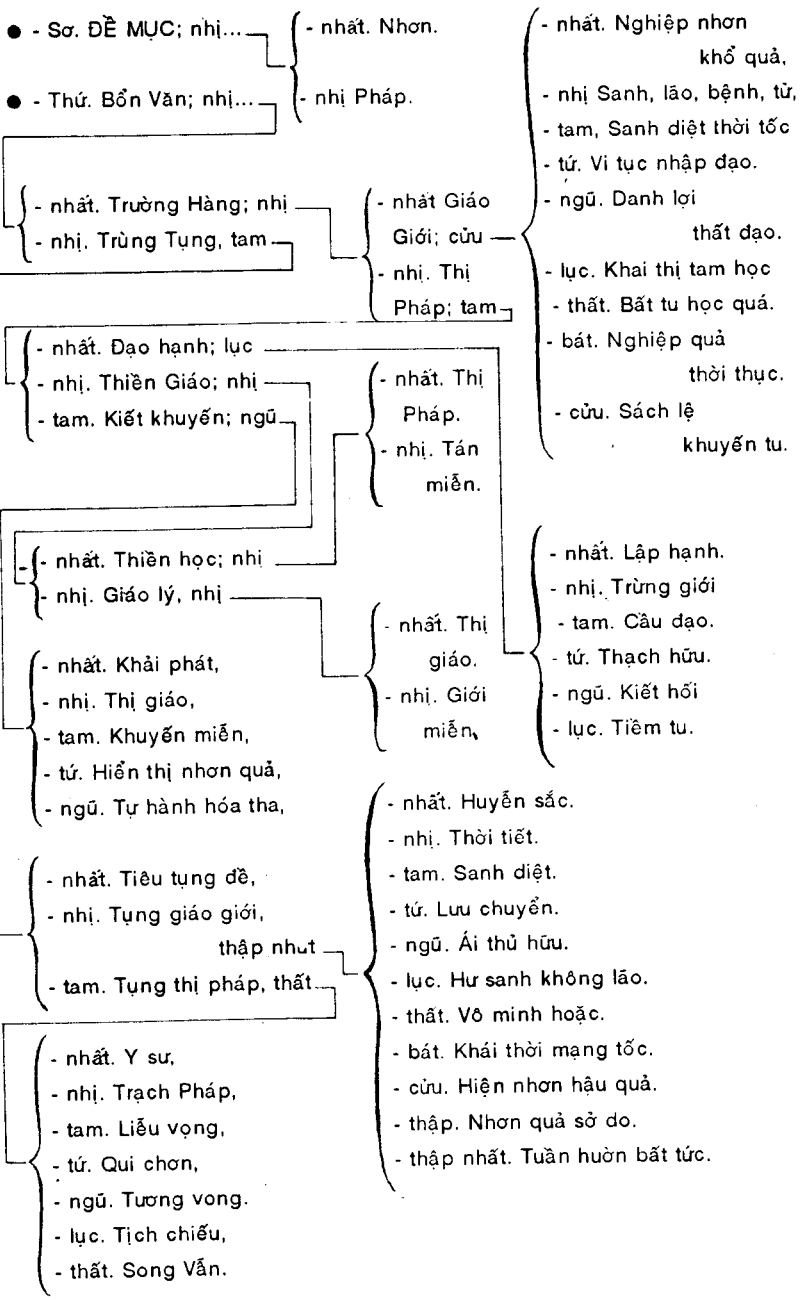 ● - Sơ. ĐỀ MỤC; nhị...
● - Thứ. Bổn Văn; nhị...
- nhất. Nhơn.
- nhị Pháp.
- nhất. Trường Hàng; nhị
- nhị. Trùng Tụng, tam
- nhất Giáo
Giới; cửu
- nhị. Thị
Pháp; tam
- nhất. Nghiệp nhơn
khổ quả,
- nhị Sanh, lão, bệnh, tử,
- tam, Sanh diệt thời tốc
- tứ. Vi tục nhập đạo.
- ngũ. Danh lợi
thất đạo.
- lục. Khai thị tam học
- thất. Bất tu học quá.
- bát. Nghiệp quả
thời thục.
- cửu. Sách lệ
khuyến tu.
- nhất. Đạo hạnh; lục
- nhị. Thiền Giáo; nhị
- tam. Kiết khuyến; ngũ
- nhất. Thị
Pháp.
- nhị. Tán
miễn.
- nhất. Thiền học; nhị
- nhị. Giáo lý, nhị
- nhất. Thị
giáo.
- nhị. Giới
miễn,
- nhất. Lập hạnh.
- nhị. Trừng giới
- tam. Cầu đạo.
- tứ. Thạch hữu.
- ngũ. Kiết hối
- lục. Tiềm tu.
- nhất. Khải phát,
- nhị. Thị giáo,
- tam. Khuyến miễn,
- tứ. Hiển thị nhơn quả,
- ngũ. Tự hành hóa tha,
- nhất. Tiêu tụng đề,
- nhị. Tụng giáo giới,
thập nhưt
- tam. Tụng thị pháp, thất
- nhất. Huyễn sắc.
- nhị. Thời tiết.
- tam. Sanh diệt.
- tứ. Lưu chuyển.
- ngũ. Ái thủ hữu.
- lục. Hư sanh không lão.
- thất. Vô minh hoặc.
- bát. Khái thời mạng tốc.
- cửu. Hiện nhơn hậu quả.
- thập. Nhơn quả sở do.
- thập nhất. Tuần huờn bất tức.
- nhất. Y sư,
- nhị. Trạch Pháp,
- tam. Liễu vọng,
- tứ. Qui chơn,
- ngũ. Tương vong.
- lục. Tịch chiếu,
- thất. Song Vẫn.